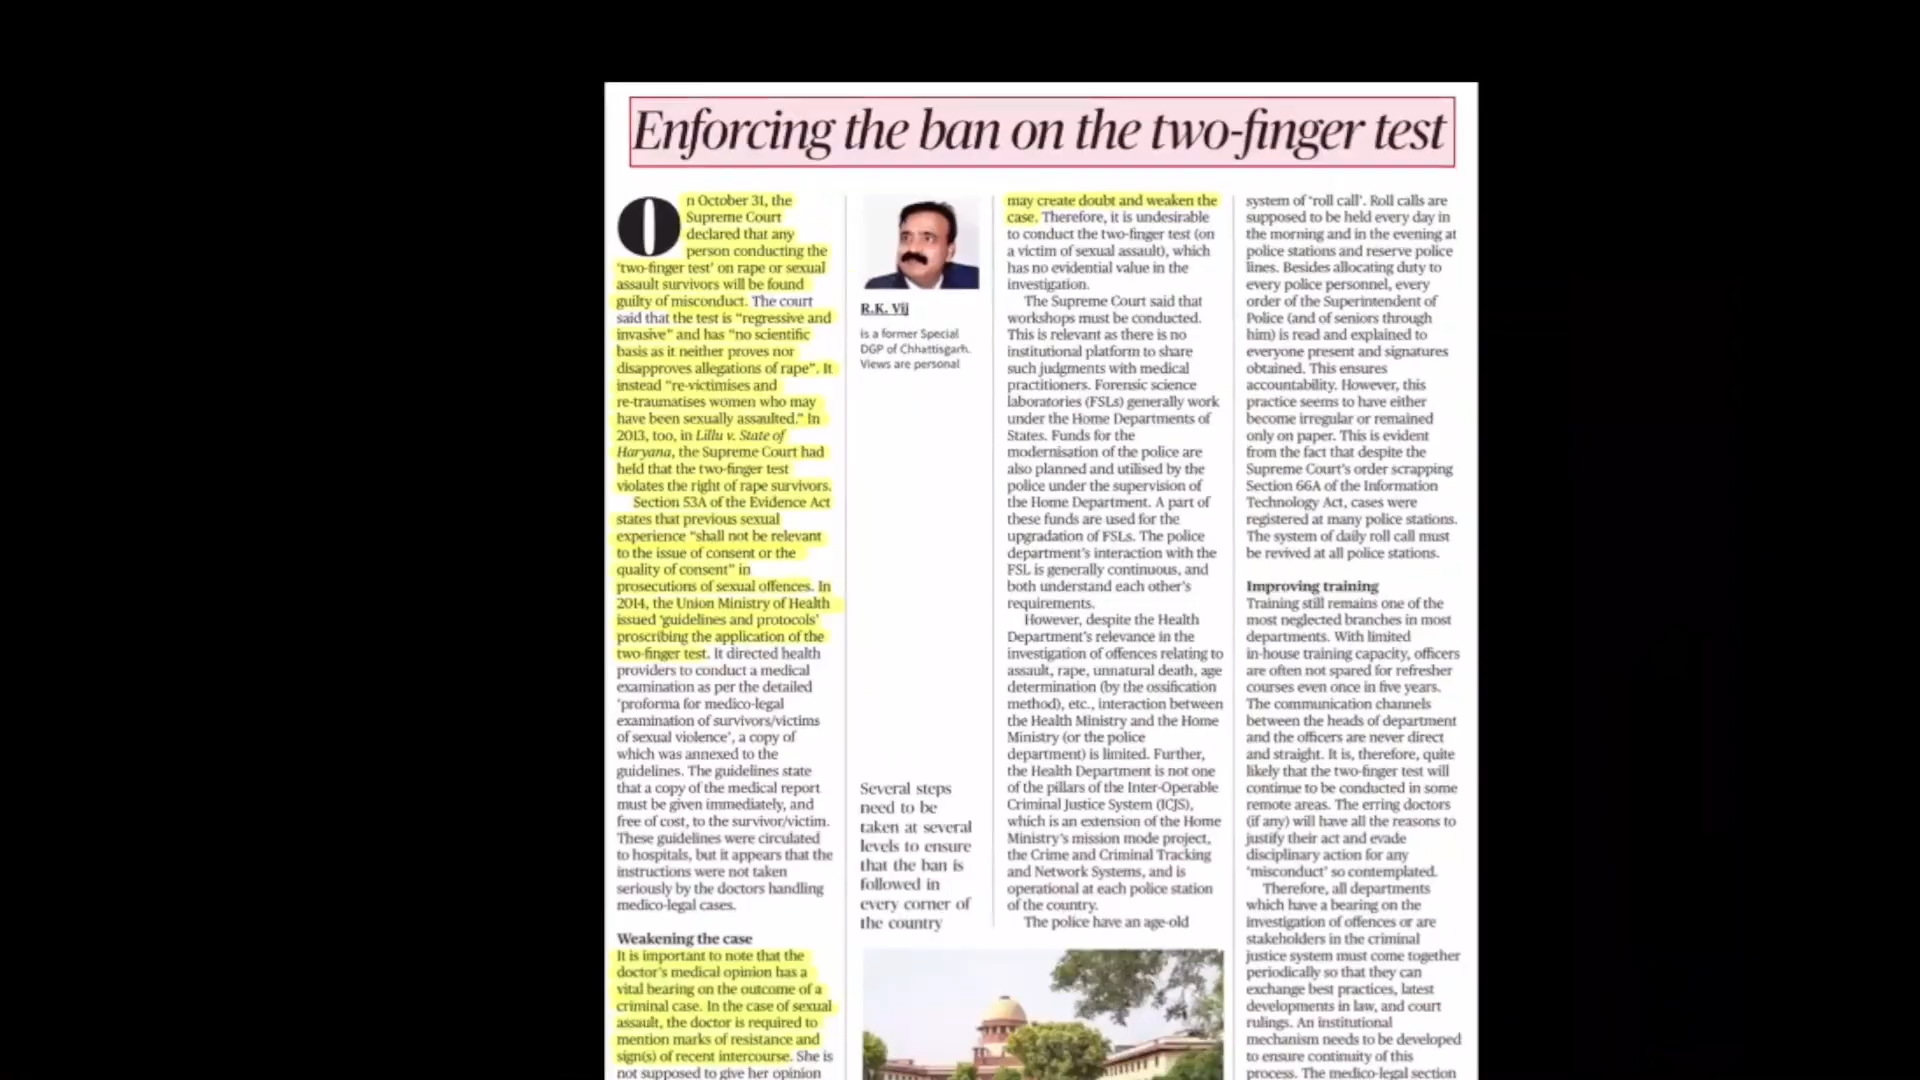 Enforcing the ban on the two-finger test
On October 31, the
Supreme Court
declared that any
person conducting the
‘two-finger test’ on rape or sexual
assault survivors will be found
guilty of misconduct. The court
said that the test is “regressive and
invasive” and has “no scientific
basis as it neither proves nor
disapproves allegations of rape”. It
instead “re-victimises and
re-traumatises women who may
have been sexually assaulted.” In
2013, too, in Lillu v. State of
Haryana, the Supreme Court had
held that the two-finger test
violates the right of rape survivors.
Section 53A of the Evidence Act
states that previous sexual
experience “shall not be relevant
to the issue of consent or the
quality of consent” in
prosecutions of sexual offences. In
2014, the Union Ministry of Health
issued ‘guidelines and protocols’
proscribing the application of the
two-finger test. It directed health
providers to conduct a medical
examination as per the detailed
‘proforma for medico-legal
examination of survivors/victims
of sexual violence’, a copy of
which was annexed to the
guidelines. The guidelines state
that a copy of the medical report
must be given immediately, and
free of cost, to the survivor/victim.
These guidelines were circulated
to hospitals, but it appears that the
instructions were not taken
seriously by the doctors handling
medico-legal cases.
Weakening the case
It is important to note that the
doctor’s medical opinion has a
vital bearing on the outcome of a
criminal case. In the case of sexual
assault, the doctor is required to
mention marks of resistance and
sign(s) of recent intercourse. She is
not supposed to give her opinion
R.K. Vij
is a former Special
DGP of Chhattisgarh.
Views are personal
Several steps
need to be
taken at several
levels to ensure
that the ban is
followed in
every corner of
the country
may create doubt and weaken the
case. Therefore, it is undesirable
to conduct the two-finger test (on
a victim of sexual assault), which
has no evidential value in the
investigation.
The Supreme Court said that
workshops must be conducted.
This is relevant as there is no
institutional platform to share
such judgments with medical
practitioners. Forensic science
laboratories (FSLs) generally work
under the Home Departments of
States. Funds for the
modernisation of the police are
also planned and utilised by the
police under the supervision of
the Home Department. A part of
these funds are used for the
upgradation of FSLs. The police
department’s interaction with the
FSL is generally continuous, and
both understand each other’s
requirements.
However, despite the Health
Department’s relevance in the
investigation of offences relating to
assault, rape, unnatural death, age
determination (by the ossification
method), etc., interaction between
the Health Ministry and the Home
Ministry (or the police
department) is limited. Further,
the Health Department is not one
of the pillars of the Inter-Operable
Criminal Justice System (ICJS),
which is an extension of the Home
Ministry’s mission mode project,
the Crime and Criminal Tracking
and Network Systems, and is
operational at each police station
of the country.
The police have an age-old
system of ‘roll call’. Roll calls are
supposed to be held every day in
the morning and in the evening at
police stations and reserve police
lines. Besides allocating duty to
every police personnel, every
order of the Superintendent of
Police (and of seniors through
him) is read and explained to
everyone present and signatures
obtained. This ensures
accountability. However, this
practice seems to have either
become irregular or remained
only on paper. This is evident
from the fact that despite the
Supreme Court’s order scrapping
Section 66A of the Information
Technology Act, cases were
registered at many police stations.
The system of daily roll call must
be revived at all police stations.
Improving training
Training still remains one of the
most neglected branches in most
departments. With limited
in-house training capacity, officers
are often not spared for refresher
courses even once in five years.
The communication channels
between the heads of department
and the officers are never direct
and straight. It is, therefore, quite
likely that the two-finger test will
continue to be conducted in some
remote areas. The erring doctors
(if any) will have all the reasons to
justify their act and evade
disciplinary action for any
‘misconduct’ so contemplated.
Therefore, all departments
which have a bearing on the
investigation of offences or are
stakeholders in the criminal
justice system must come together
periodically so that they can
exchange best practices, latest
developments in law, and court
rulings. An institutional
mechanism needs to be developed
to ensure continuity of this
process. The medico-legal section